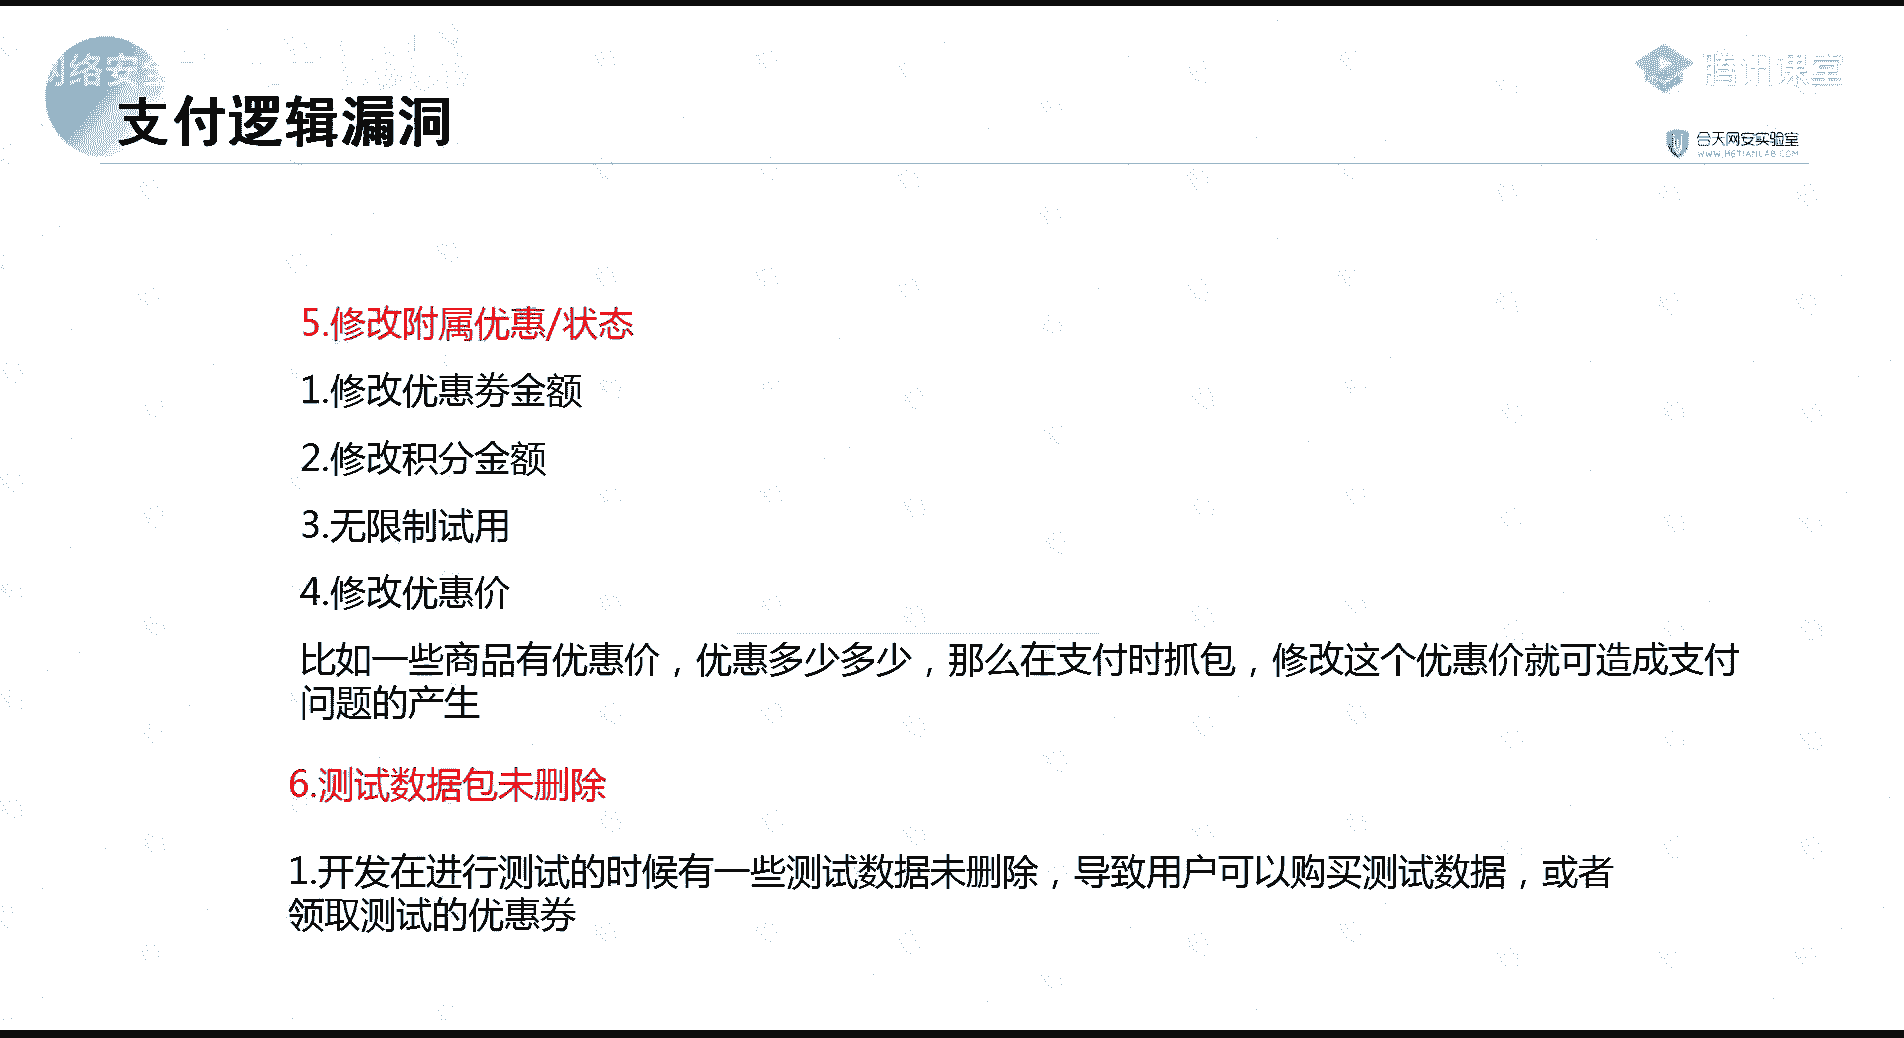 网络安
腾讯课堂
支付逻辑漏洞
合天网安实验室
WWW.HETIANLAB.COM
5.修改附属优惠/状态
1.修改优惠券金额
2.修改积分金额
3.无限制试用
4.修改优惠价
比如一些商品有优惠价，优惠多少多少，那么在支付时抓包，修改这个优惠价就可造成支付
问题的产生
6.测试数据包未删除
1.开发在进行测试的时候有一些测试数据未删除，导致用户可以购买测试数据，或者
领取测试的优惠券